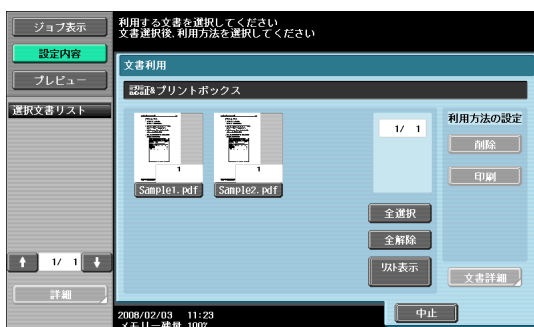 ジョブ表示
設定内容
プレビュー
選択文書リスト
1/ 1
詳細
利用する文書を選択してください
文書選択後、利用方法を選択してください
文書利用
認証&プリントボックス
1
Sample1.pdf
1
Sample2.pdf
1/ 1
全選択
全解除
リスト表示
利用方法の設定
削除
印刷
文書詳細
2008/02/03 11:23
メモリー残量 100%
中止